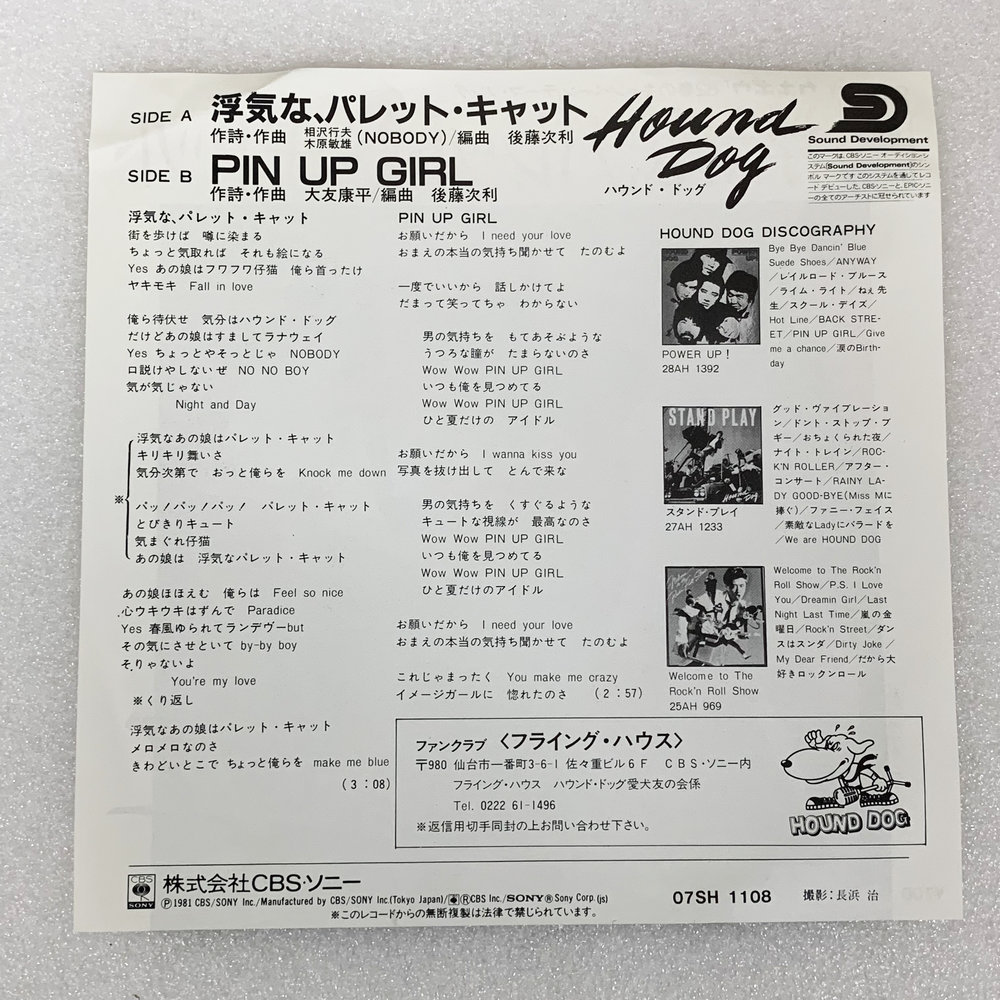 SIDE A 浮気な、パレット・キャット
作詩・作曲 相沢行夫 木原敏雄 (NOBODY)/編曲 後藤次利
SIDE B PIN UP GIRL
作詩・作曲 大友康平/編曲 後藤次利
Hound Dog
ハウンド・ドッグ
SD
Sound Development
このマークは、CBS・ソニー オーディション・シ
ステム(Sound Development)のシン
ボル マークです このシステムを通してレコ
ード デビューした、CBS・ソニーと、EPIC・ソニ
ーの全てのアーチストに冠せられています
浮気な、パレット・キャット
街を歩けば 噂に染まる
ちょっと気取れば それも絵になる
Yes あの娘はフワフワ仔猫 俺ら首ったけ
ヤキモキ Fall in love
俺ら待伏せ 気分はハウンド・ドッグ
だけどあの娘はすましてラナウェイ
Yes ちょっとやそっとじゃ NOBODY
口説けやしないぜ NO NO BOY
気が気じゃない
Night and Day
※
浮気なあの娘はパレット・キャット
キリキリ舞いさ
気分次第で おっと俺らを Knock me down
パッ!パッ!パッ! パレット・キャット
とびきりキュート
気まぐれ仔猫
あの娘は 浮気なパレット・キャット
あの娘ほほえむ 俺らは Feel so nice
心ウキウキはずんで Paradice
Yes 春風ゆられてランデヴーbut
その気にさせといて by-by boy
そりゃないよ
You're my love
※くり返し
浮気なあの娘はパレット・キャット
メロメロなのさ
きわどいとこで ちょっと俺らを make me blue
(3:08)
PIN UP GIRL
お願いだから I need your love
おまえの本当の気持ち聞かせて たのむよ
一度でいいから 話しかけてよ
だまって笑ってちゃ わからない
男の気持ちを もてあそぶような
うつろな瞳が たまらないのさ
Wow Wow PIN UP GIRL
いつも俺を見つめてる
Wow Wow PIN UP GIRL
ひと夏だけの アイドル
お願いだから I wanna kiss you
写真を抜け出して とんで来な
男の気持ちを くすぐるような
キュートな視線が 最高なのさ
Wow Wow PIN UP GIRL
いつも俺を見つめてる
Wow Wow PIN UP GIRL
ひと夏だけのアイドル
お願いだから I need your love
おまえの本当の気持ち聞かせて たのむよ
これじゃまったく You make me crazy
イメージガールに 惚れたのさ (2:57)
HOUND DOG DISCOGRAPHY
POWER UP!
28AH 1392
Bye Bye Dancin' Blue
Suede Shoes/ANYWAY
/レイルロード・ブルース
/ライム・ライト/ねぇ先
生/スクール・デイズ/
Hot Line/BACK STRE-
ET/PIN UP GIRL/Give
me a chance/涙のBirth-
day
STAND PLAY
Hound Dog
スタンド・プレイ
27AH 1233
グッド・ヴァイブレーショ
ン/ドント・ストップ・ブ
ギー/おちょくられた夜/
ナイト・トレイン/ROC-
K'N ROLLER/アフター・
コンサート/RAINY LA-
DY GOOD-BYE(Miss Mに
捧ぐ)/ファニー・フェイス
/素敵なLadyにバラードを
/We are HOUND DOG
Welcome to The
Rock'n Roll Show
25AH 969
Welcome to The Rock'n
Roll Show/P.S. I Love
You/Dreamin Girl/Last
Night Last Time/嵐の金
曜日/Rock'n Street/ダン
スはスンダ/Dirty Joke/
My Dear Friend/だから大
好きロックンロール
ファンクラブ 〈フライング・ハウス〉
〒980 仙台市一番町3-6-1 佐々重ビル6F CBS・ソニー内
フライング・ハウス ハウンド・ドッグ愛犬友の会係
Tel. 0222 61-1496
※返信用切手同封の上お問い合わせ下さい。
HOUND DOG
CBS
SONY
株式会社CBS・ソニー
Ⓟ1981 CBS/SONY Inc./Manufactured by CBS/SONY Inc.(Tokyo Japan)/ⓇCBS Inc./SONY®Sony Corp.(js)
※このレコードからの無断複製は法律で禁じられています。
07SH 1108
撮影:長浜 治